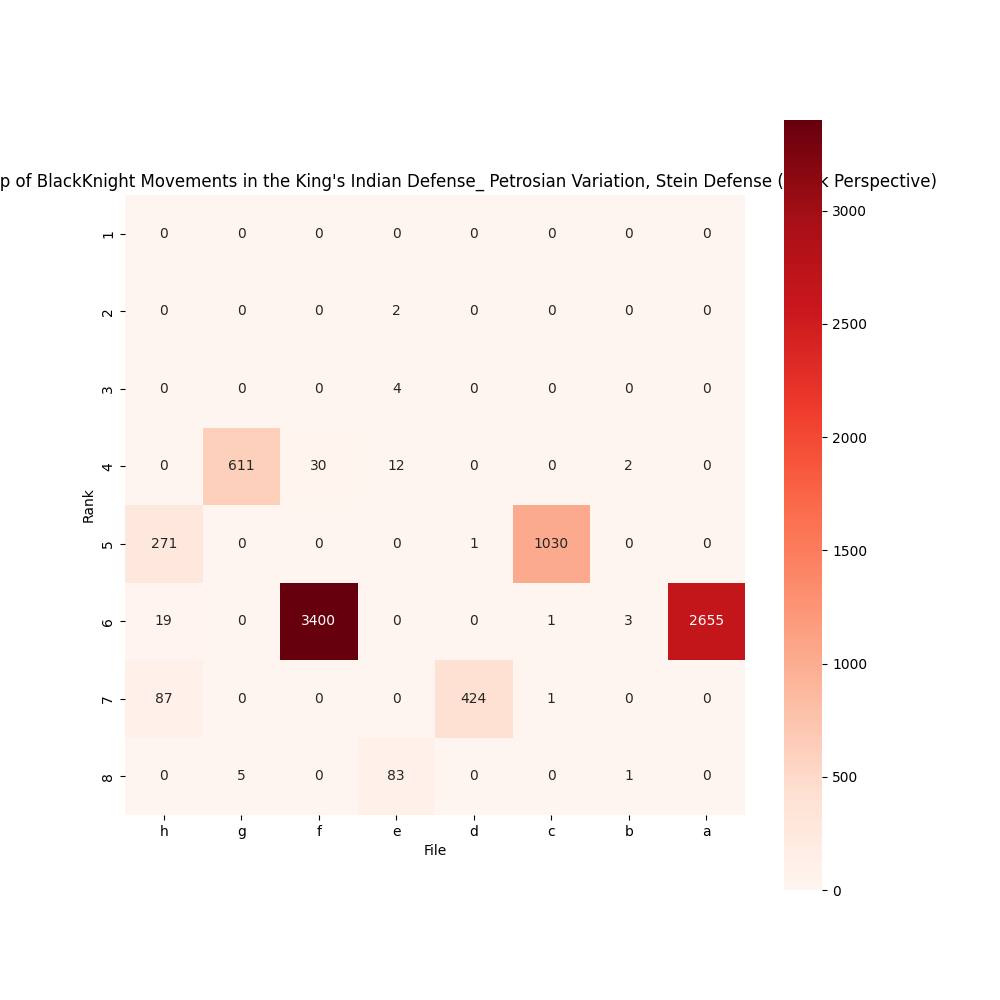 p of BlackKnight Movements in the King's Indian Defense_ Petrosian Variation, Stein Defense ( k Perspective)
1 0 0 0 0 0 0 0 0
3000
2 0 0 0 2 0 0 0 0
2500
3 0 0 0 4 0 0 0 0
2000
4 0 611 30 12 0 0 2 0
Rank
1500
5 271 0 0 0 1 1030 0 0
6 19 0 3400 0 0 1 3 2655
1000
7 87 0 0 0 424 1 0 0
8 0 5 0 83 0 0 1 0
500
h g f e d c b a
File
0